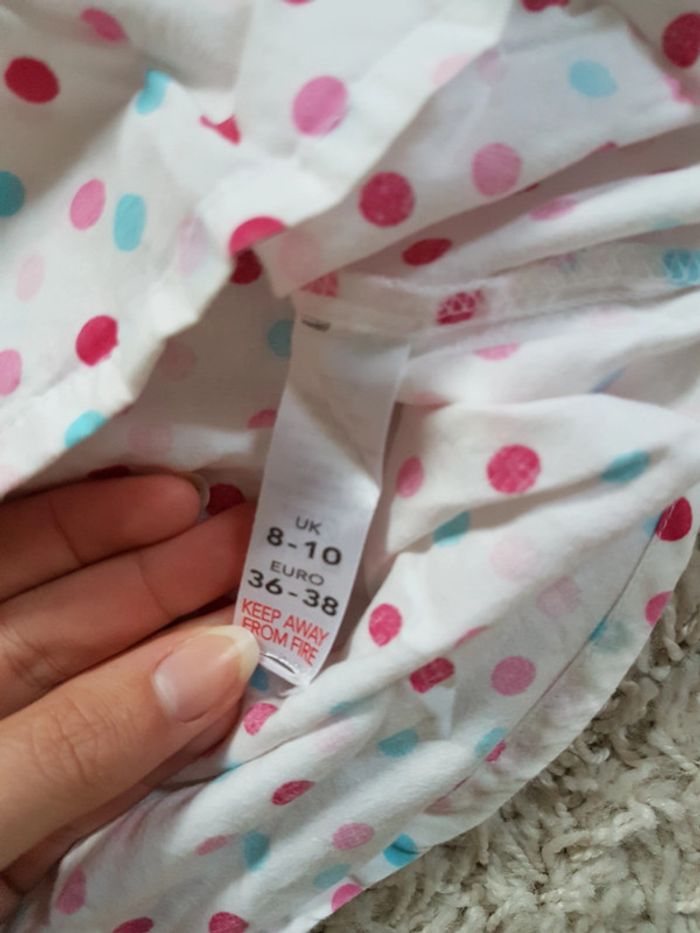 UK
8-10
EURO
36-38
KEEP AWAY
FROM FIRE